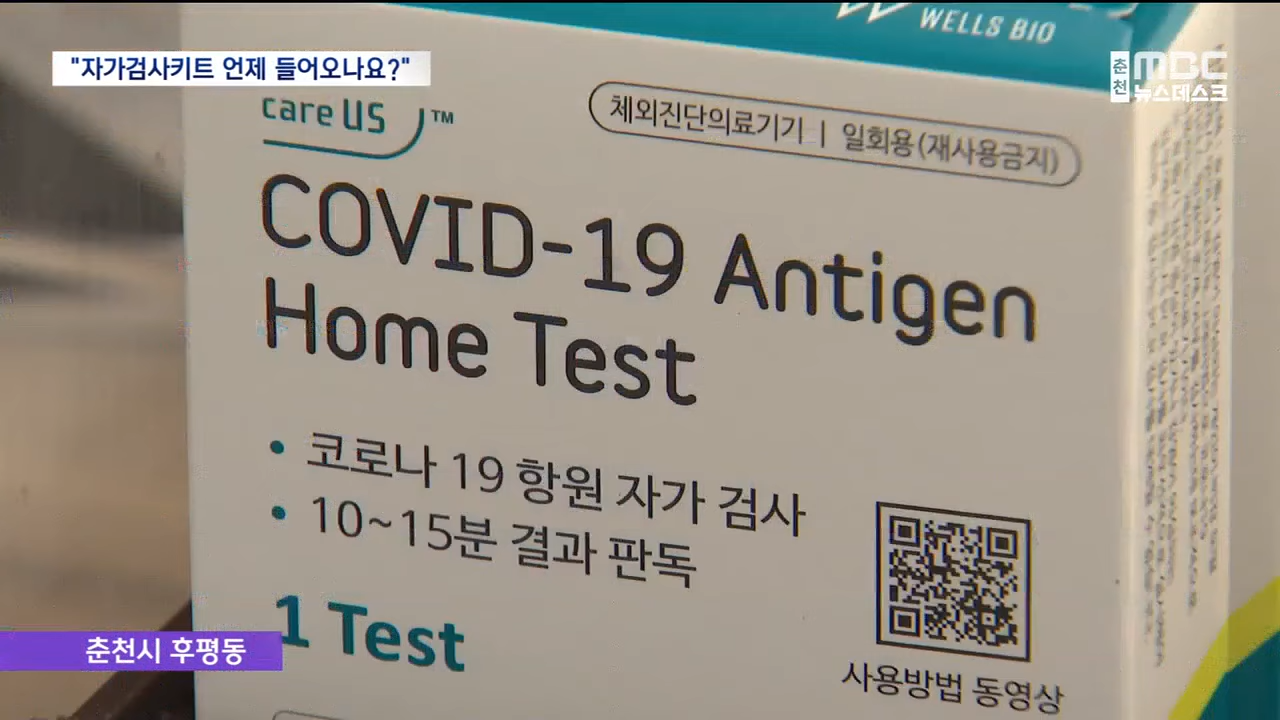 WELLS BIO
"자가검사키트 언제 들어오나요?"
춘천 MBC
뉴스데스크
care US™
체외진단의료기기 | 일회용(재사용금지)
COVID-19 Antigen
Home Test
• 코로나 19 항원 자가 검사
• 10~15분 결과 판독
1 Test
춘천시 후평동
사용방법 동영상